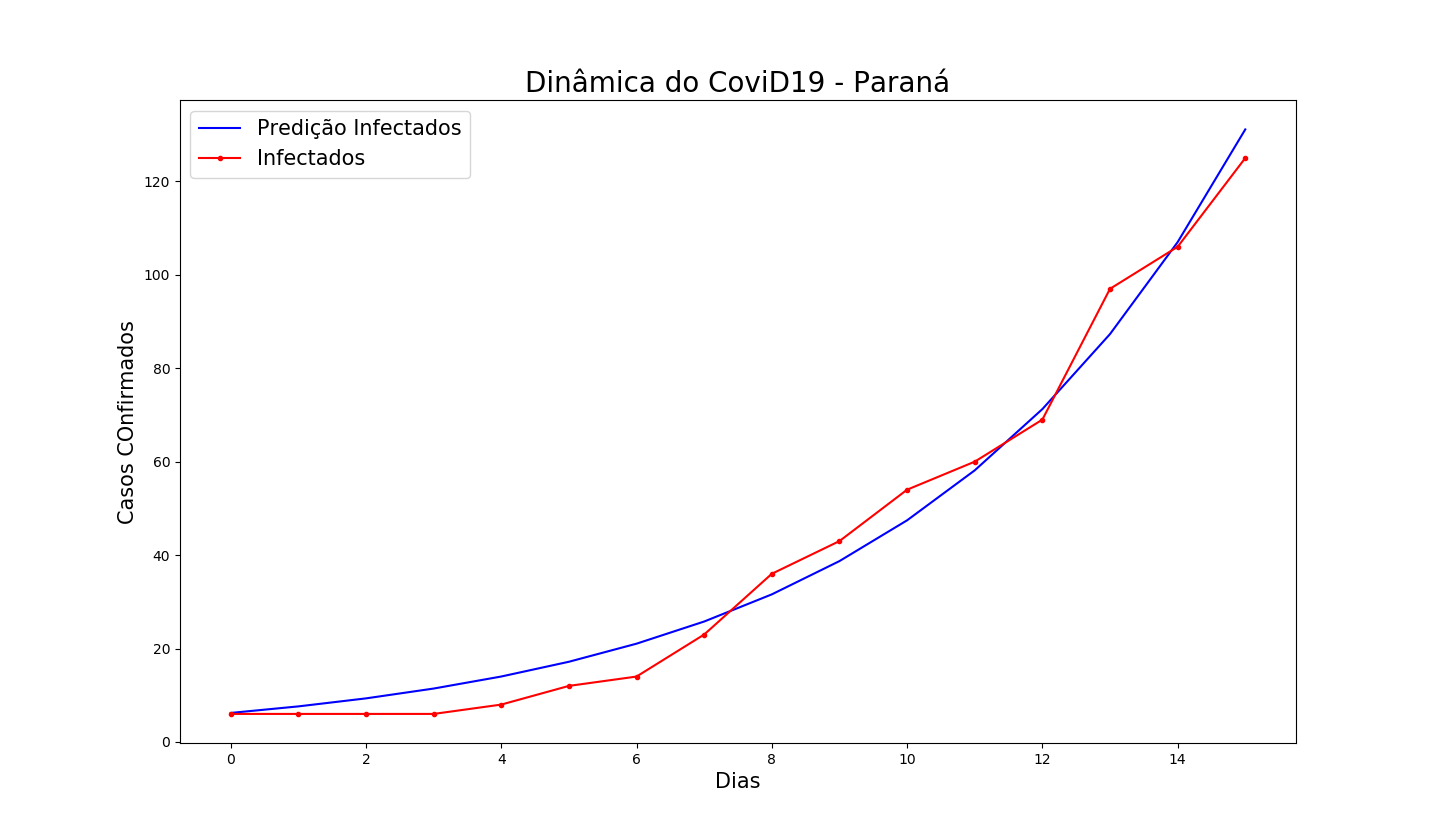 Dinâmica do CoviD19 - Paraná
Predição Infectados
Infectados
Casos COnfirmados
120
100
80
60
40
20
0
0 2 4 6 8 10 12 14
Dias